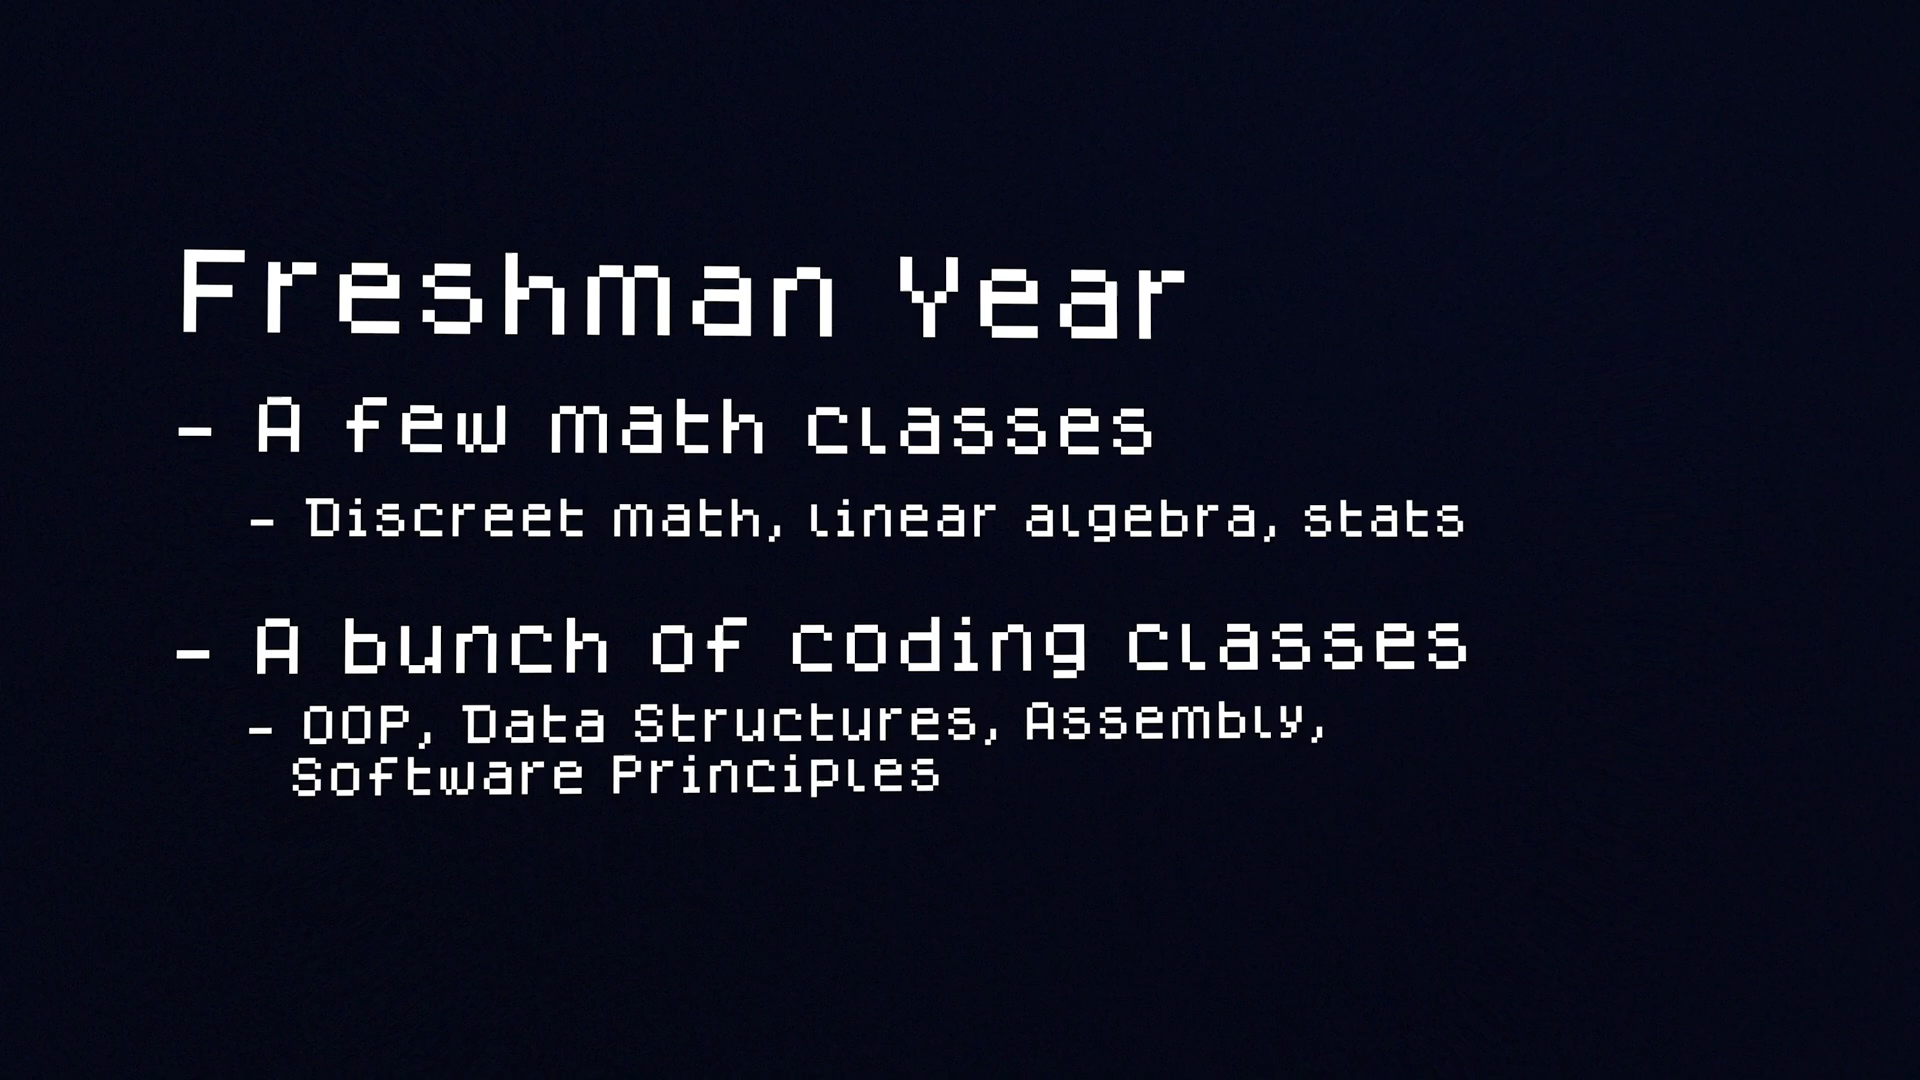 Freshman Year
- A few math classes
- Discreet math, linear algebra, stats
- A bunch of coding classes
- OOP, Data Structures, Assembly,
Software Principles